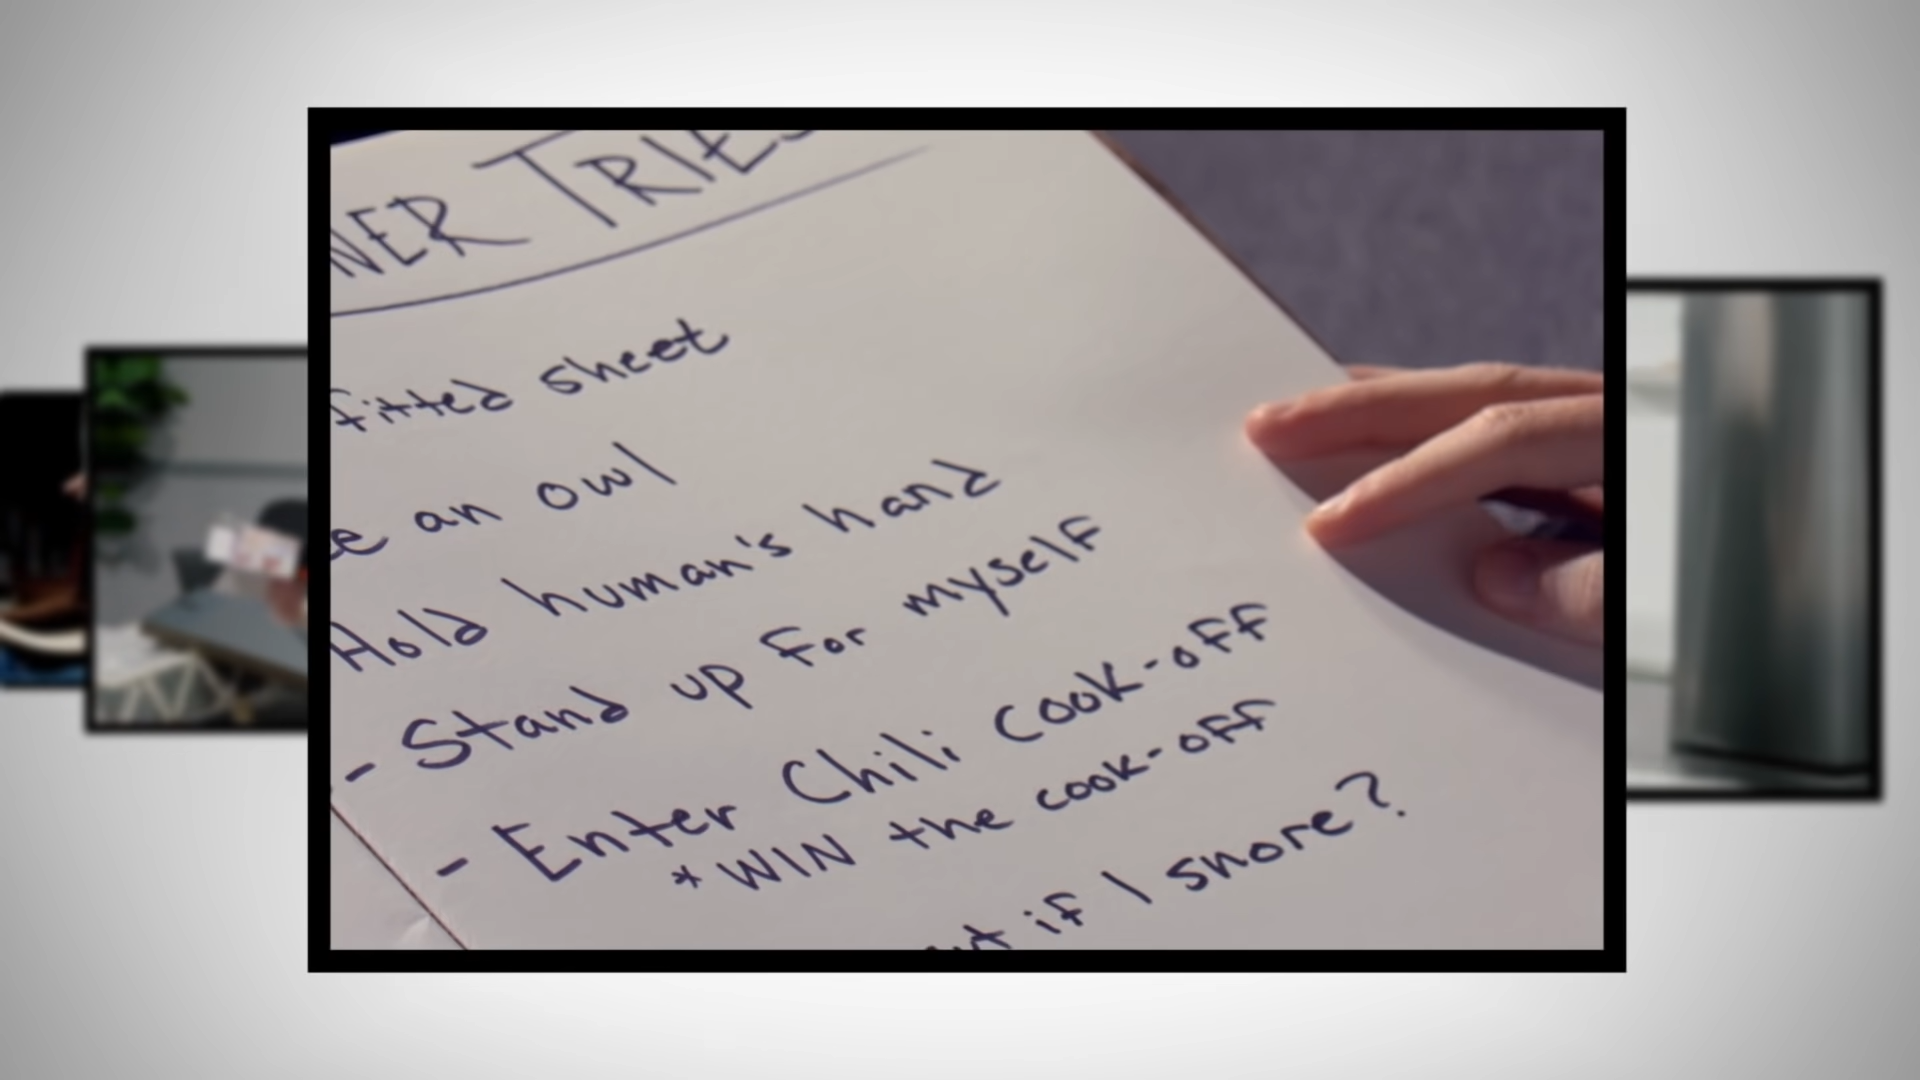 NER TRIES
fitted sheet
an owl
Hold human's hand
- Stand up for myself
- Enter Chili Cook-off
* WIN the cook-off
if I snore?